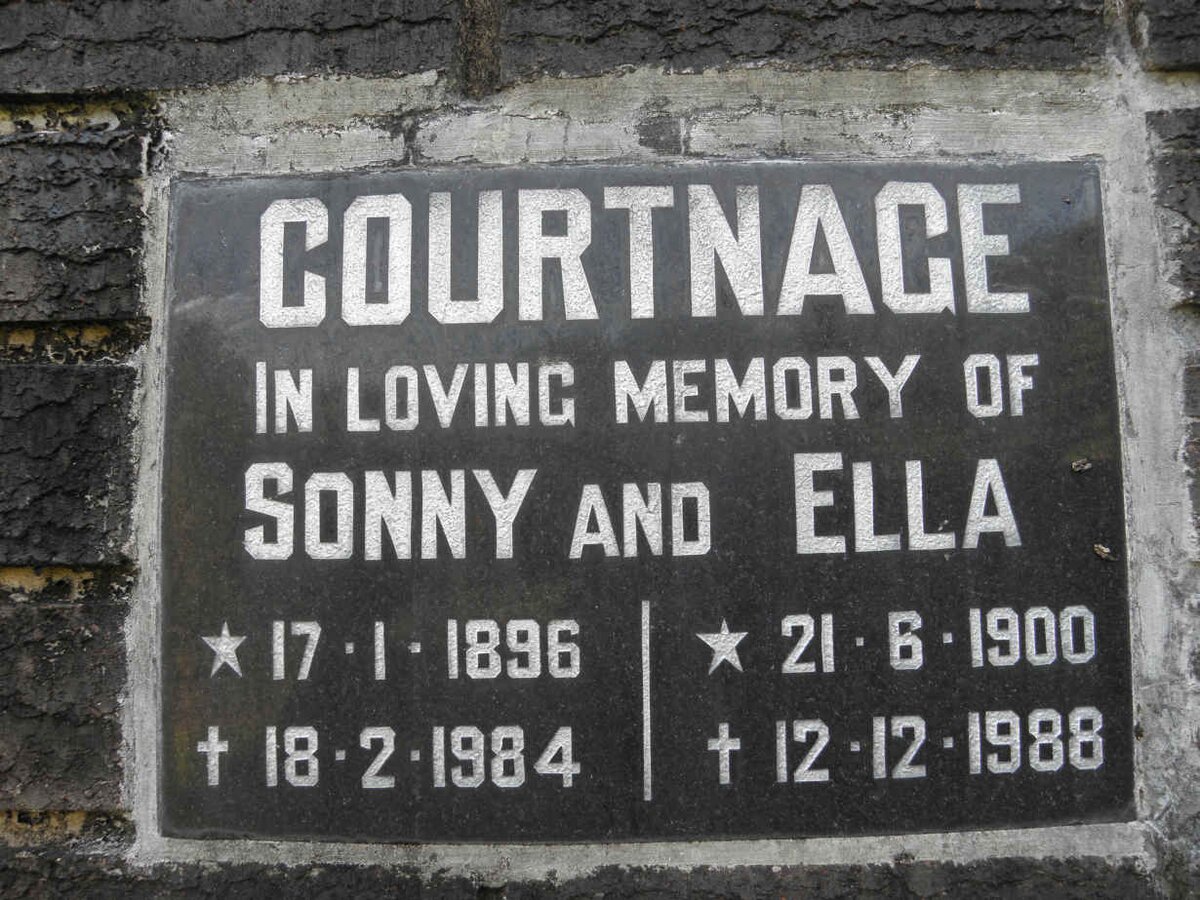 COURTNAGE
IN LOVING MEMORY OF
SONNY AND ELLA
★ 17·1·1896 ★ 21·6·1900
† 18·2·1984 † 12·12·1988